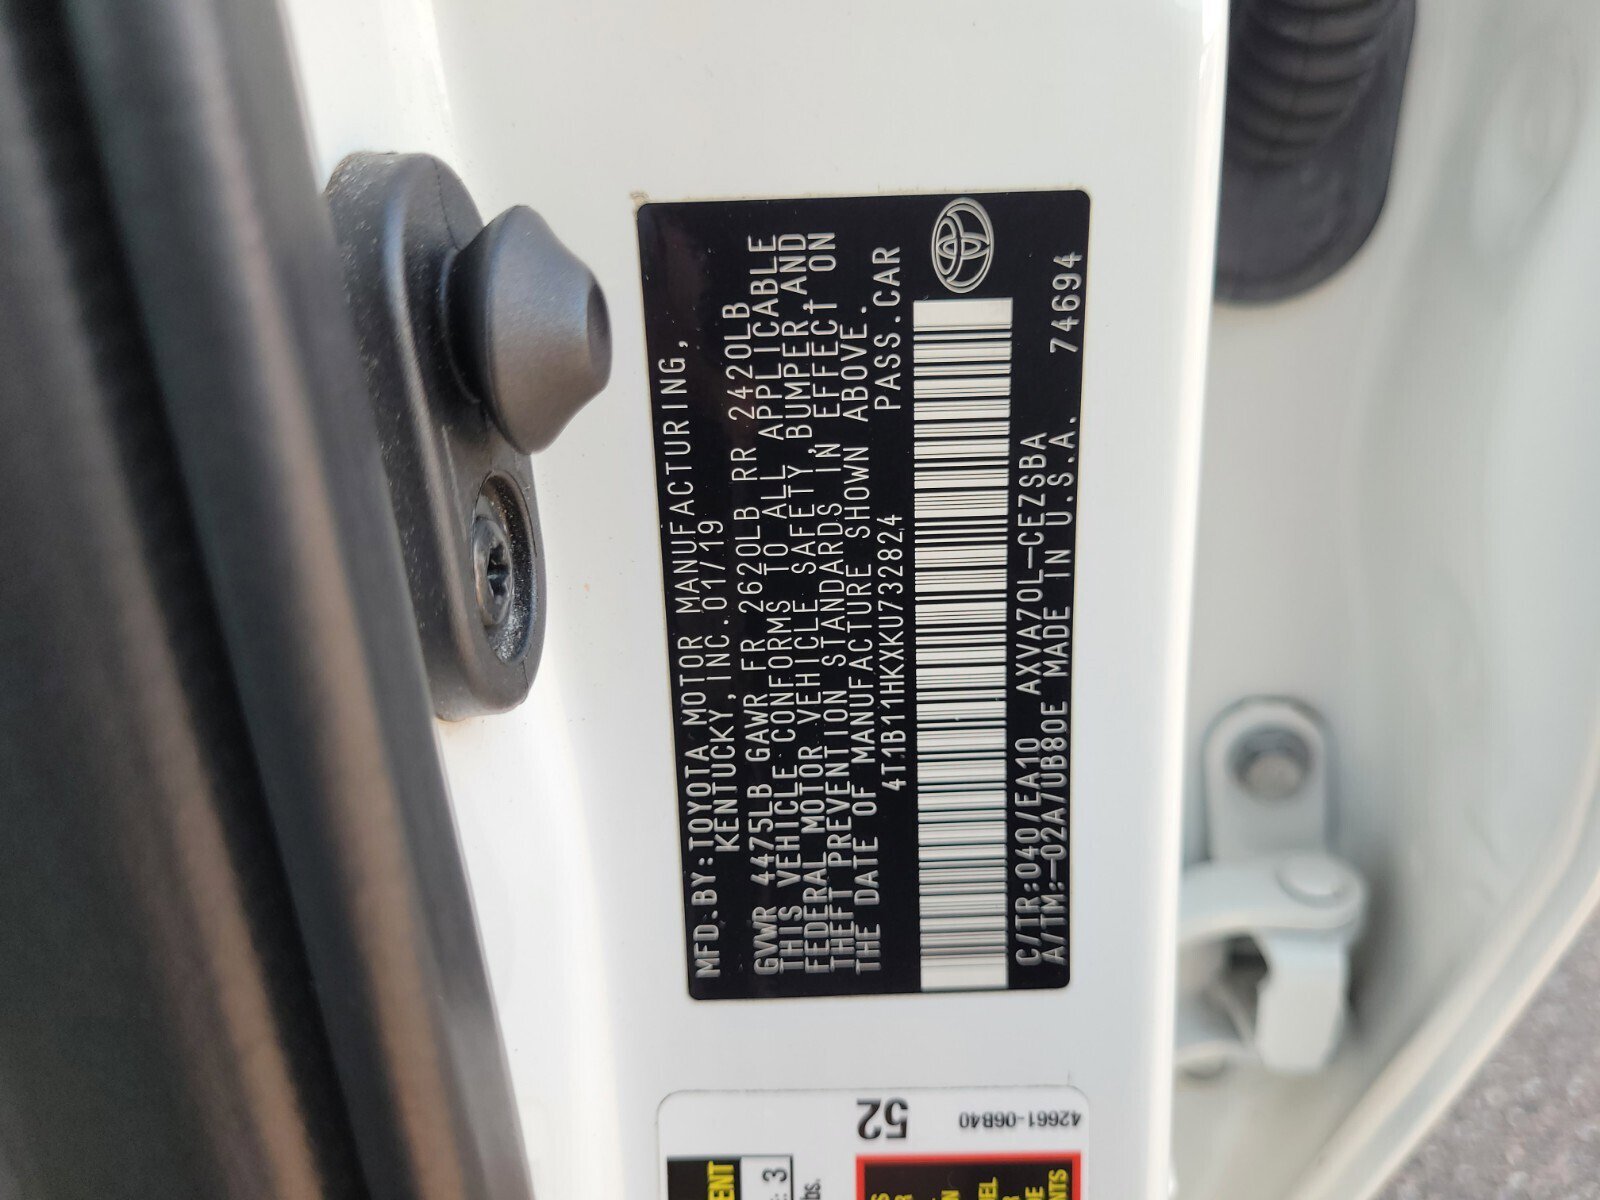 MFD.BY:TOYOTA MOTOR MANUFACTURING,
KENTUCKY,INC. 01/19
GVWR 4475LB GAWR FR 2620LB RR 2420LB
THIS VEHICLE CONFORMS TO ALL APPLICABLE
FEDERAL MOTOR VEHICLE SAFETY, BUMPER, AND
THEFT PREVENTION STANDARDS IN EFFECT ON
THE DATE OF MANUFACTURE SHOWN ABOVE.
4T1B11HKXKU732824 PASS.CAR
C/TR:040/EA10 AXVA70L-CEZSBA 74694
A/TM:-02A/UB80E MADE IN U.S.A.
52
42661-06B40
3